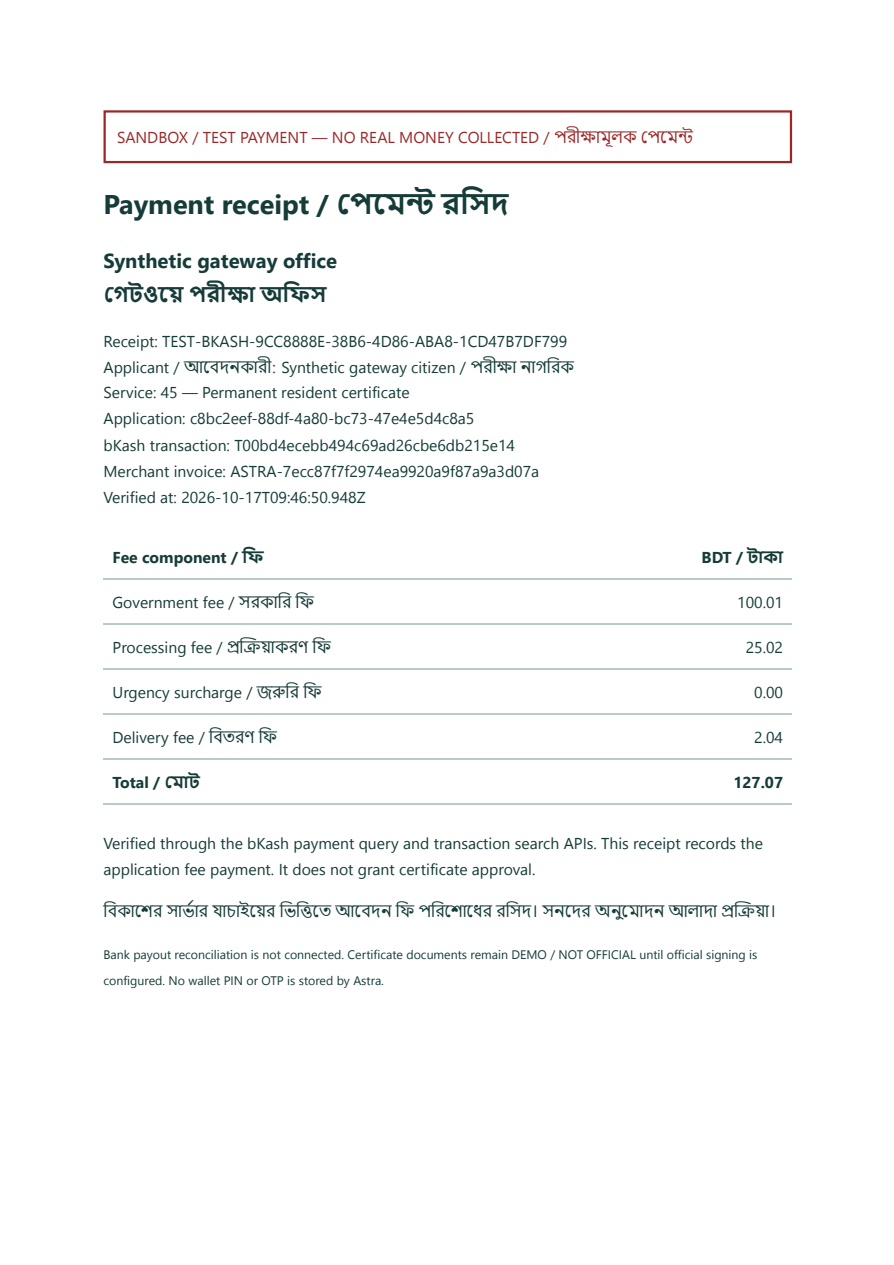 SANDBOX / TEST PAYMENT — NO REAL MONEY COLLECTED / পরীক্ষামূলক পেমেন্ট
Payment receipt / পেমেন্ট রসিদ
Synthetic gateway office
গেটওয়ে পরীক্ষা অফিস
Receipt: TEST-BKASH-9CC8888E-38B6-4D86-ABA8-1CD47B7DF799
Applicant / আবেদনকারী: Synthetic gateway citizen / পরীক্ষা নাগরিক
Service: 45 — Permanent resident certificate
Application: c8bc2eef-88df-4a80-bc73-47e4e5d4c8a5
bKash transaction: T00bd4ecebb494c69ad26cbe6db215e14
Merchant invoice: ASTRA-7ecc87f7f2974ea9920a9f87a9a3d07a
Verified at: 2026-10-17T09:46:50.948Z
Fee component / ফি BDT / টাকা
Government fee / সরকারি ফি 100.01
Processing fee / প্রক্রিয়াকরণ ফি 25.02
Urgency surcharge / জরুরি ফি 0.00
Delivery fee / বিতরণ ফি 2.04
Total / মোট 127.07
Verified through the bKash payment query and transaction search APIs. This receipt records the
application fee payment. It does not grant certificate approval.
বিকাশের সার্ভার যাচাইয়ের ভিত্তিতে আবেদন ফি পরিশোধের রসিদ। সনদের অনুমোদন আলাদা প্রক্রিয়া।
Bank payout reconciliation is not connected. Certificate documents remain DEMO / NOT OFFICIAL until official signing is
configured. No wallet PIN or OTP is stored by Astra.